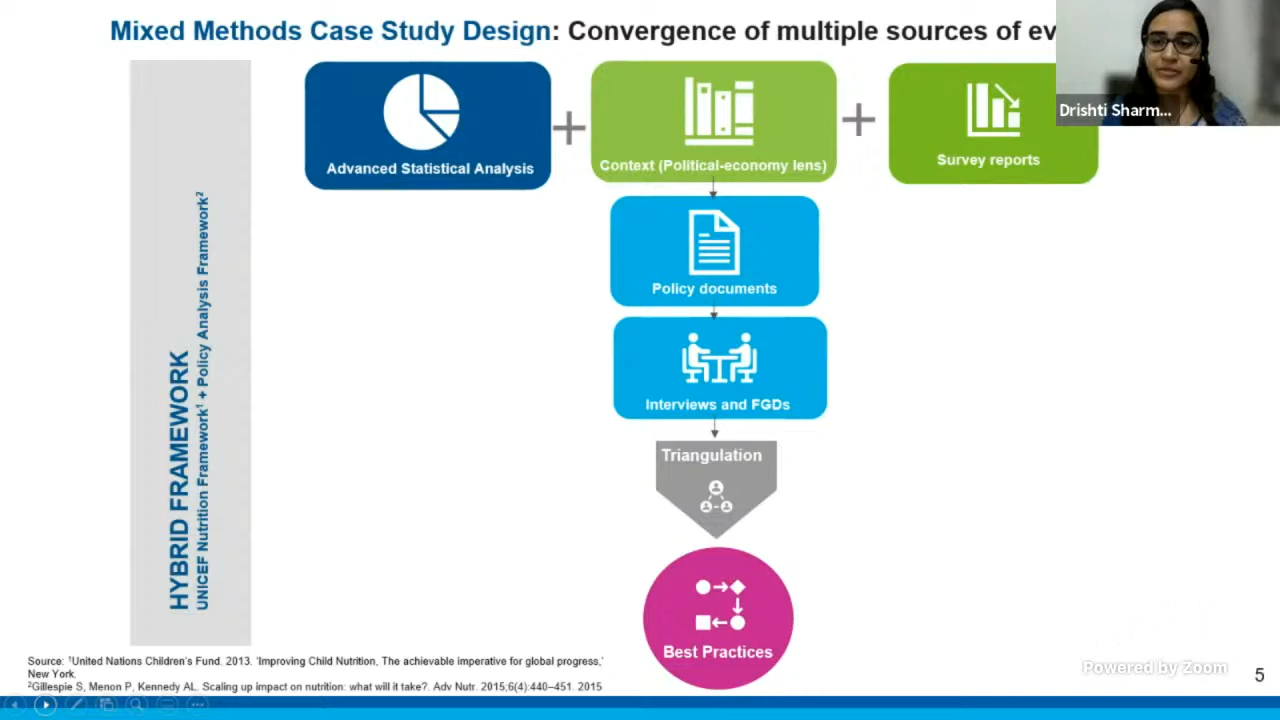 Mixed Methods Case Study Design: Convergence of multiple sources of ev
Drishti Sharm...
Advanced Statistical Analysis
Context (Political-economy lens)
Survey reports
Policy documents
Interviews and FGDs
Triangulation
Best Practices
HYBRID FRAMEWORK
UNICEF Nutrition Framework¹ + Policy Analysis Framework²
Source: ¹United Nations Children's Fund. 2013. 'Improving Child Nutrition, The achievable imperative for global progress,'
New York.
²Gillespie S, Menon P, Kennedy AL. Scaling up impact on nutrition: what will it take?. Adv Nutr. 2015;6(4):440–451. 2015
Powered by Zoom
5